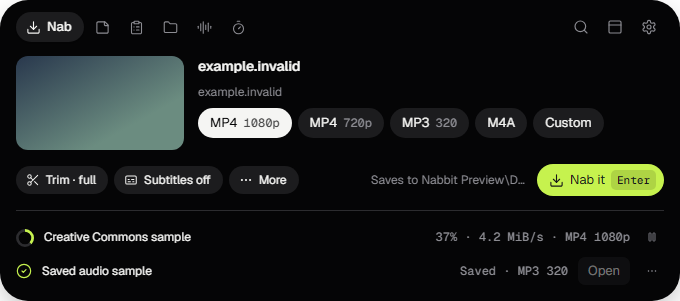 Nab
example.invalid
example.invalid
MP4 1080p MP4 720p MP3 320 M4A Custom
Trim · full Subtitles off ··· More Saves to Nabbit Preview\D... Nab it Enter
Creative Commons sample 37% · 4.2 MiB/s · MP4 1080p
Saved audio sample Saved · MP3 320 Open ···